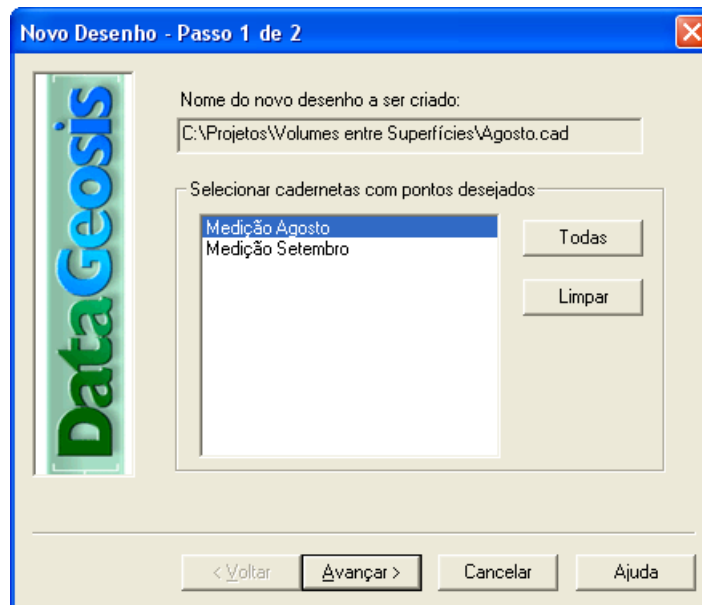 Novo Desenho - Passo 1 de 2
DataGeosis
Nome do novo desenho a ser criado:
C:\Projetos\Volumes entre Superfícies\Agosto.cad
Selecionar cadernetas com pontos desejados
Medição Agosto
Medição Setembro
Todas
Limpar
< Voltar
Avançar >
Cancelar
Ajuda